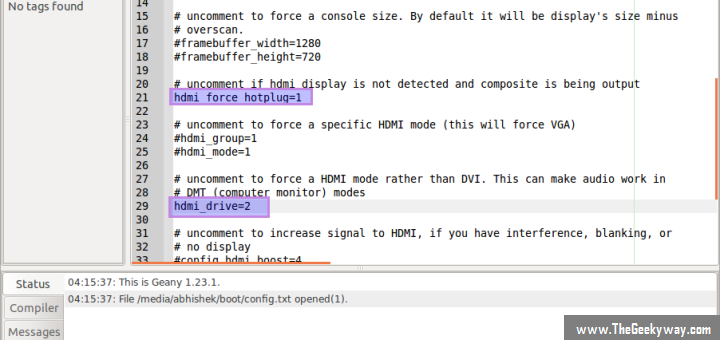 No tags found
14
15 # uncomment to force a console size. By default it will be display's size minus
16 # overscan.
17 #framebuffer_width=1280
18 #framebuffer_height=720
19
20 # uncomment if hdmi display is not detected and composite is being output
21 hdmi_force_hotplug=1
22
23 # uncomment to force a specific HDMI mode (this will force VGA)
24 #hdmi_group=1
25 #hdmi_mode=1
26
27 # uncomment to force a HDMI mode rather than DVI. This can make audio work in
28 # DMT (computer monitor) modes
29 hdmi_drive=2
30
31 # uncomment to increase signal to HDMI, if you have interference, blanking, or
32 # no display
33 #config_hdmi_boost=4
Status
04:15:37: This is Geany 1.23.1.
04:15:37: File /media/abhishek/boot/config.txt opened(1).
Compiler
Messages
www.TheGeekyway.com